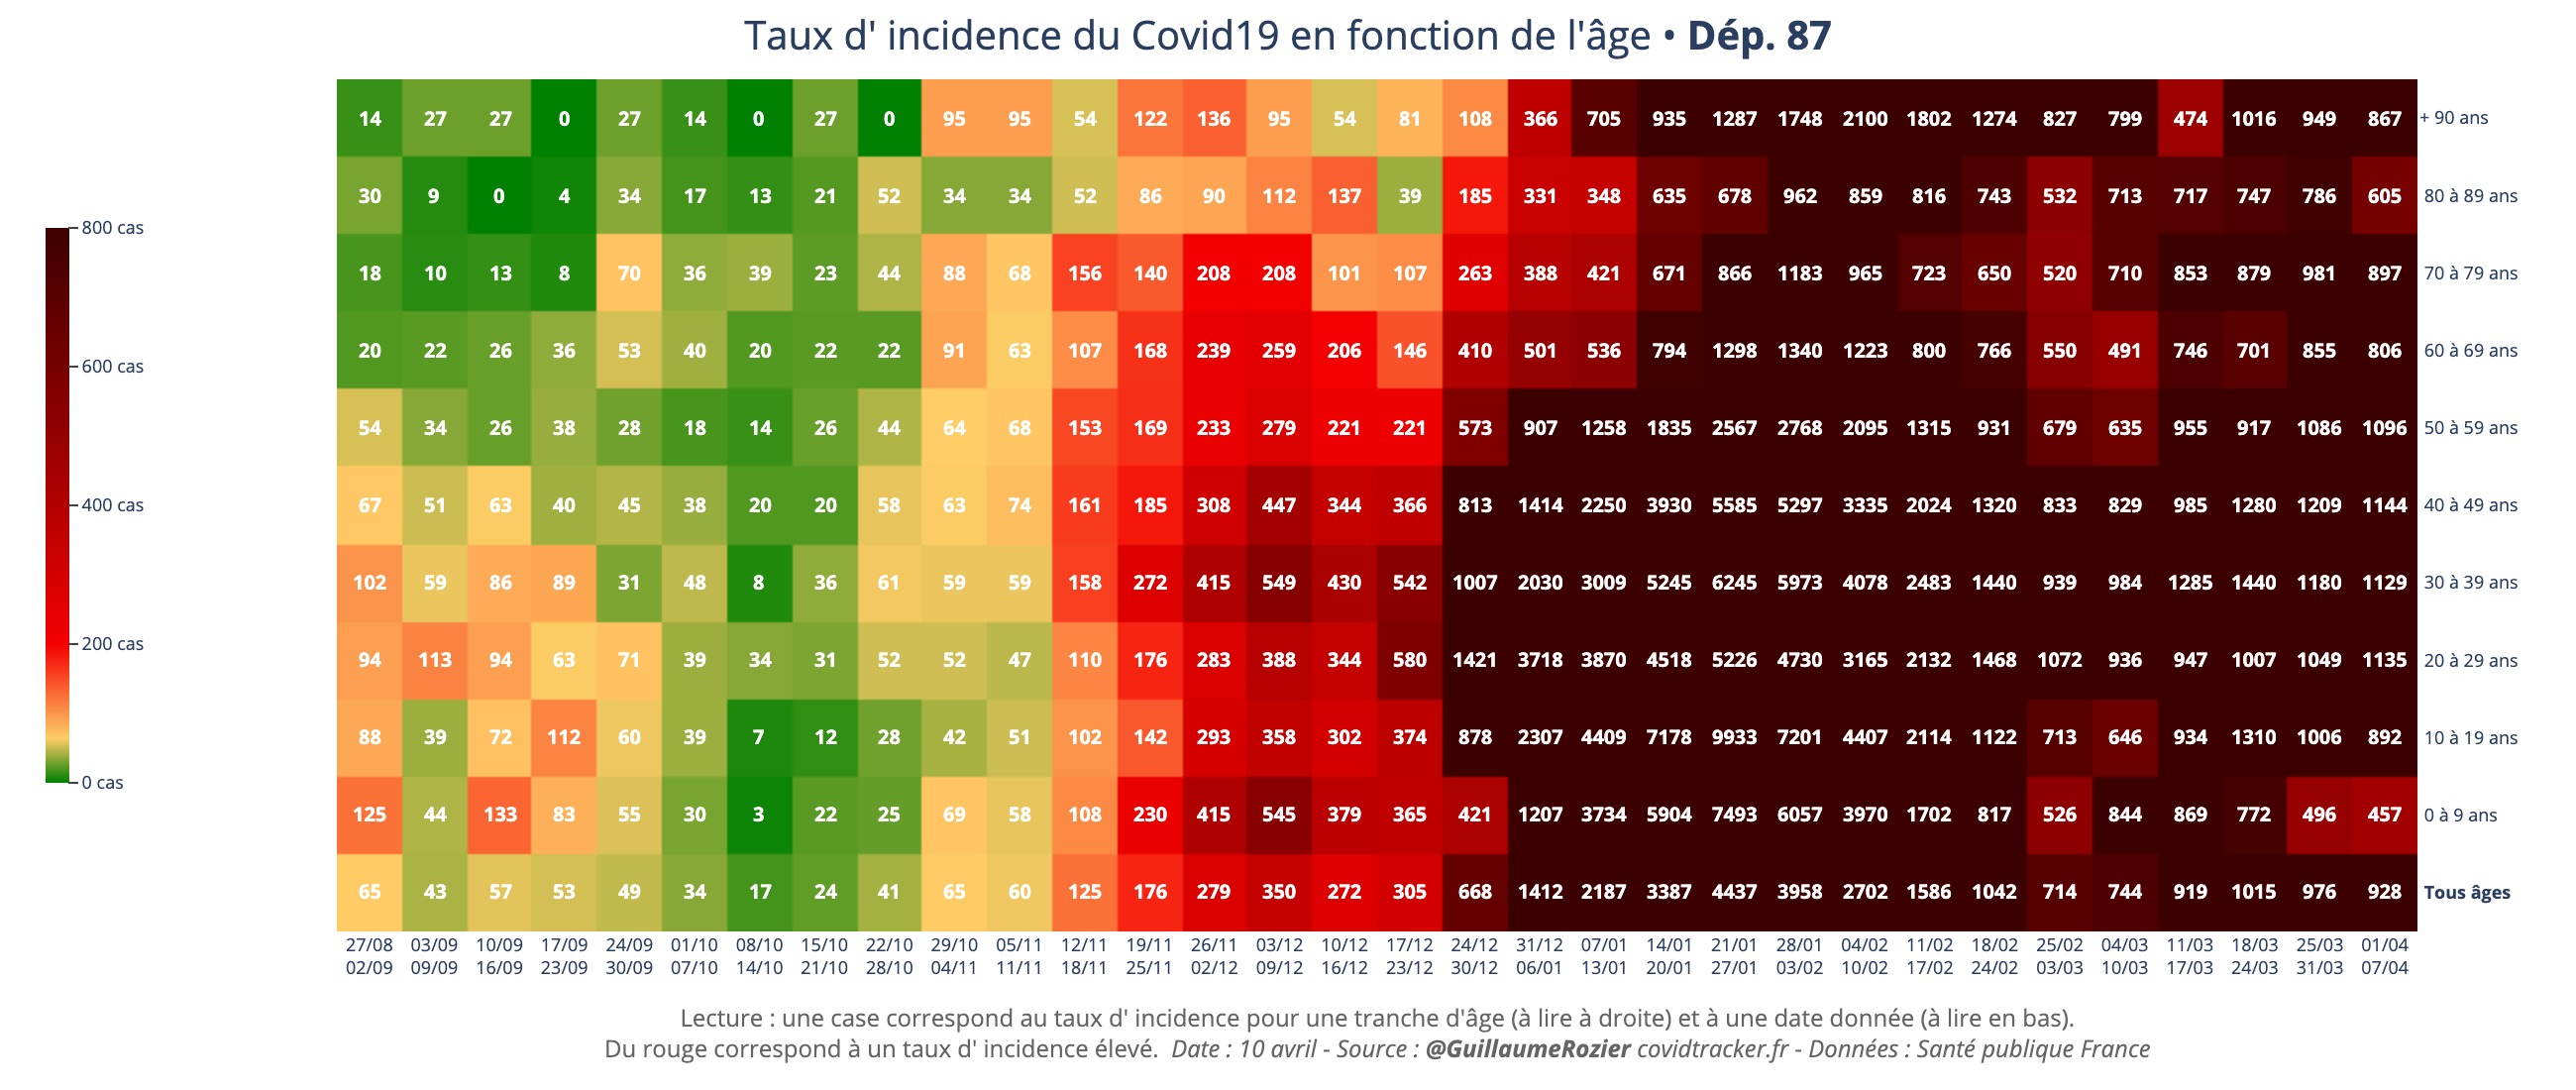 Taux d' incidence du Covid19 en fonction de l'âge • Dép. 87
800 cas
600 cas
400 cas
200 cas
0 cas
14 27 27 0 27 14 0 27 0 95 95 54 122 136 95 54 81 108 366 705 935 1287 1748 2100 1802 1274 827 799 474 1016 949 867 + 90 ans
30 9 0 4 34 17 13 21 52 34 34 52 86 90 112 137 39 185 331 348 635 678 962 859 816 743 532 713 717 747 786 605 80 à 89 ans
18 10 13 8 70 36 39 23 44 88 68 156 140 208 208 101 107 263 388 421 671 866 1183 965 723 650 520 710 853 879 981 897 70 à 79 ans
20 22 26 36 53 40 20 22 22 91 63 107 168 239 259 206 146 410 501 536 794 1298 1340 1223 800 766 550 491 746 701 855 806 60 à 69 ans
54 34 26 38 28 18 14 26 44 64 68 153 169 233 279 221 221 573 907 1258 1835 2567 2768 2095 1315 931 679 635 955 917 1086 1096 50 à 59 ans
67 51 63 40 45 38 20 20 58 63 74 161 185 308 447 344 366 813 1414 2250 3930 5585 5297 3335 2024 1320 833 829 985 1280 1209 1144 40 à 49 ans
102 59 86 89 31 48 8 36 61 59 59 158 272 415 549 430 542 1007 2030 3009 5245 6245 5973 4078 2483 1440 939 984 1285 1440 1180 1129 30 à 39 ans
94 113 94 63 71 39 34 31 52 52 47 110 176 283 388 344 580 1421 3718 3870 4518 5226 4730 3165 2132 1468 1072 936 947 1007 1049 1135 20 à 29 ans
88 39 72 112 60 39 7 12 28 42 51 102 142 293 358 302 374 878 2307 4409 7178 9933 7201 4407 2114 1122 713 646 934 1310 1006 892 10 à 19 ans
125 44 133 83 55 30 3 22 25 69 58 108 230 415 545 379 365 421 1207 3734 5904 7493 6057 3970 1702 817 526 844 869 772 496 457 0 à 9 ans
65 43 57 53 49 34 17 24 41 65 60 125 176 279 350 272 305 668 1412 2187 3387 4437 3958 2702 1586 1042 714 744 919 1015 976 928 Tous âges
27/08 03/09 10/09 17/09 24/09 01/10 08/10 15/10 22/10 29/10 05/11 12/11 19/11 26/11 03/12 10/12 17/12 24/12 31/12 07/01 14/01 21/01 28/01 04/02 11/02 18/02 25/02 04/03 11/03 18/03 25/03 01/04
02/09 09/09 16/09 23/09 30/09 07/10 14/10 21/10 28/10 04/11 11/11 18/11 25/11 02/12 09/12 16/12 23/12 30/12 06/01 13/01 20/01 27/01 03/02 10/02 17/02 24/02 03/03 10/03 17/03 24/03 31/03 07/04
Lecture : une case correspond au taux d' incidence pour une tranche d'âge (à lire à droite) et à une date donnée (à lire en bas).
Du rouge correspond à un taux d' incidence élevé. Date : 10 avril - Source : @GuillaumeRozier covidtracker.fr - Données : Santé publique France